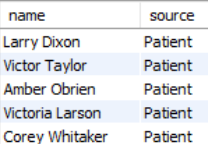 name source
Larry Dixon Patient
Victor Taylor Patient
Amber Obrien Patient
Victoria Larson Patient
Corey Whitaker Patient